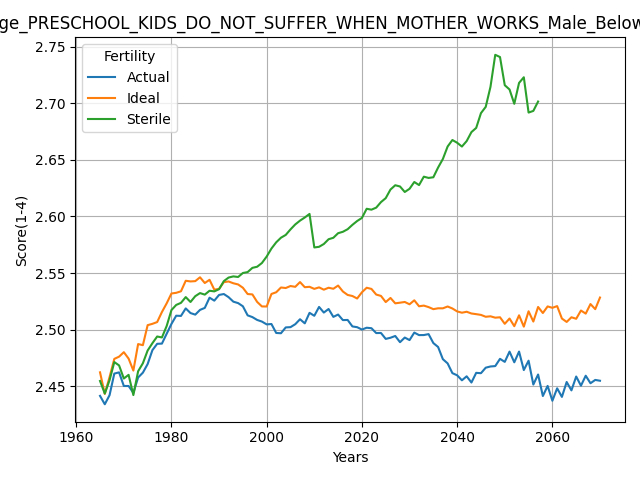 ge_PRESCHOOL_KIDS_DO_NOT_SUFFER_WHEN_MOTHER_WORKS_Male_Below
2.75
2.70
2.65
2.60
2.55
2.50
2.45
Score(1-4)
Fertility
Actual
Ideal
Sterile
1960 1980 2000 2020 2040 2060
Years